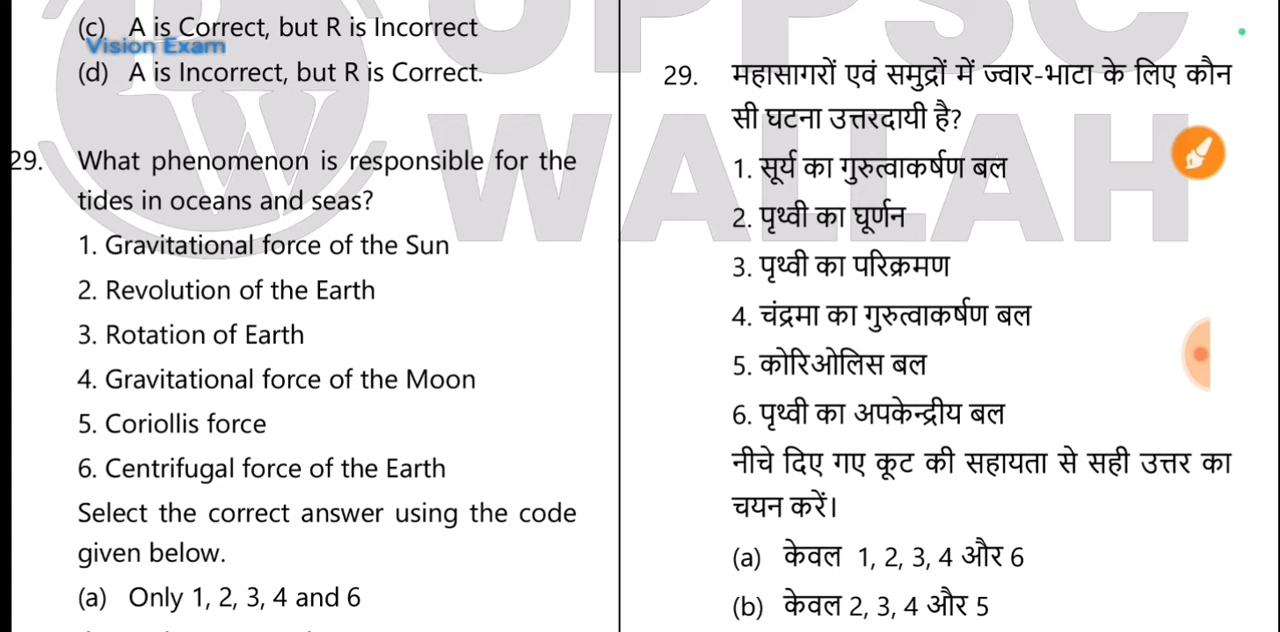 UPPSC
WALLAH
W
(c) A is Correct, but R is Incorrect
Vision Exam
(d) A is Incorrect, but R is Correct.
29. What phenomenon is responsible for the
tides in oceans and seas?
1. Gravitational force of the Sun
2. Revolution of the Earth
3. Rotation of Earth
4. Gravitational force of the Moon
5. Coriollis force
6. Centrifugal force of the Earth
Select the correct answer using the code
given below.
(a) Only 1, 2, 3, 4 and 6
29. महासागरों एवं समुद्रों में ज्वार-भाटा के लिए कौन
सी घटना उत्तरदायी है?
1. सूर्य का गुरुत्वाकर्षण बल
2. पृथ्वी का घूर्णन
3. पृथ्वी का परिक्रमण
4. चंद्रमा का गुरुत्वाकर्षण बल
5. कोरिओलिस बल
6. पृथ्वी का अपकेन्द्रीय बल
नीचे दिए गए कूट की सहायता से सही उत्तर का
चयन करें।
(a) केवल 1, 2, 3, 4 और 6
(b) केवल 2, 3, 4 और 5